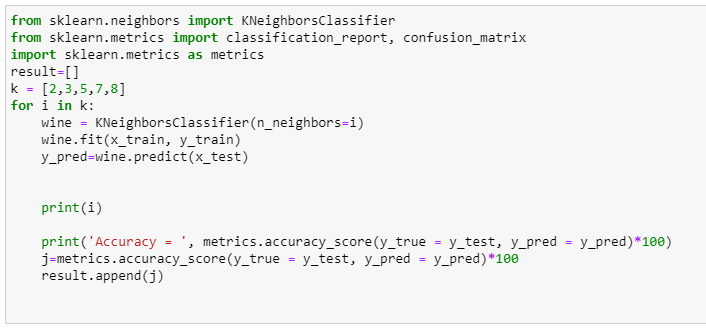 from sklearn.neighbors import KNeighborsClassifier
from sklearn.metrics import classification_report, confusion_matrix
import sklearn.metrics as metrics
result=[]
k = [2,3,5,7,8]
for i in k:
    wine = KNeighborsClassifier(n_neighbors=i)
    wine.fit(x_train, y_train)
    y_pred=wine.predict(x_test)
    print(i)
    print('Accuracy = ', metrics.accuracy_score(y_true = y_test, y_pred = y_pred)*100)
    j=metrics.accuracy_score(y_true = y_test, y_pred = y_pred)*100
    result.append(j)